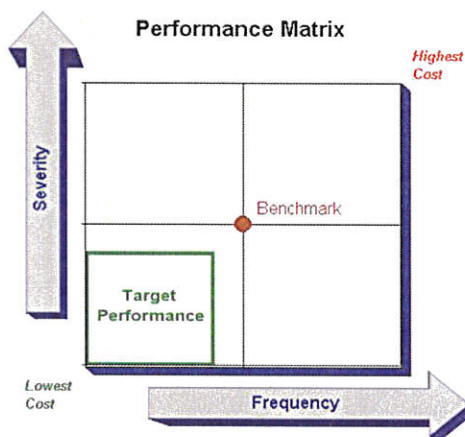 Performance Matrix
Highest
Cost
Severity
Benchmark
Target
Performance
Lowest
Cost
Frequency